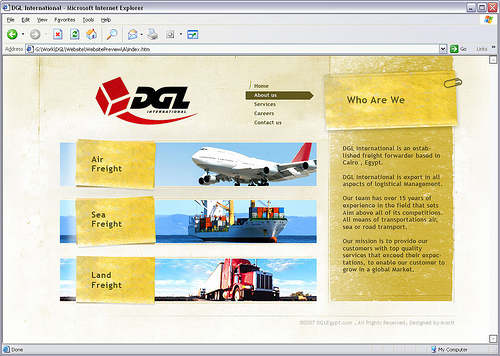 DGL International - Microsoft Internet Explorer
File Edit View Favorites Tools Help
Address G:\Work\DGL\Website\WebsitePreview\A\index.htm Go Links
DGL
INTERNATIONAL
Home
About us
Services
Careers
Contact us
Who Are We
Air
Freight
Sea
Freight
Land
Freight
DGL International is an estab-
lished freight forwarder based in
Cairo , Egypt.
DGL International is expert in all
aspects of logistical Management.
Our team has over 15 years of
experience in the field that sets
Aim above all of its competitions.
All means of transportations air,
sea or road transport.
Our mission is to provide our
customers with top quality
services that exceed their expec-
tations, to enable our customer to
grow in a global Market.
©2007 DGLEgypt.com , All Rights Reserved, Designed by
Done My Computer